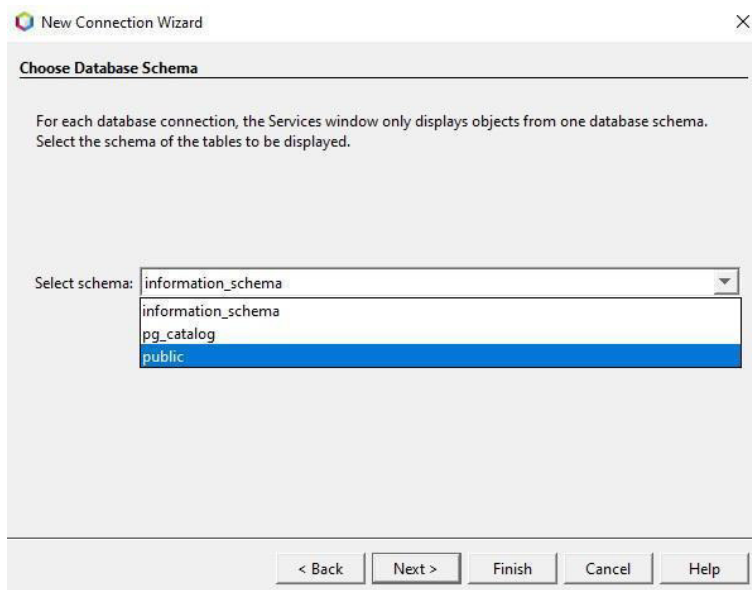 New Connection Wizard
Choose Database Schema
For each database connection, the Services window only displays objects from one database schema.
Select the schema of the tables to be displayed.
Select schema: information_schema
information_schema
pg_catalog
public
< Back Next > Finish Cancel Help